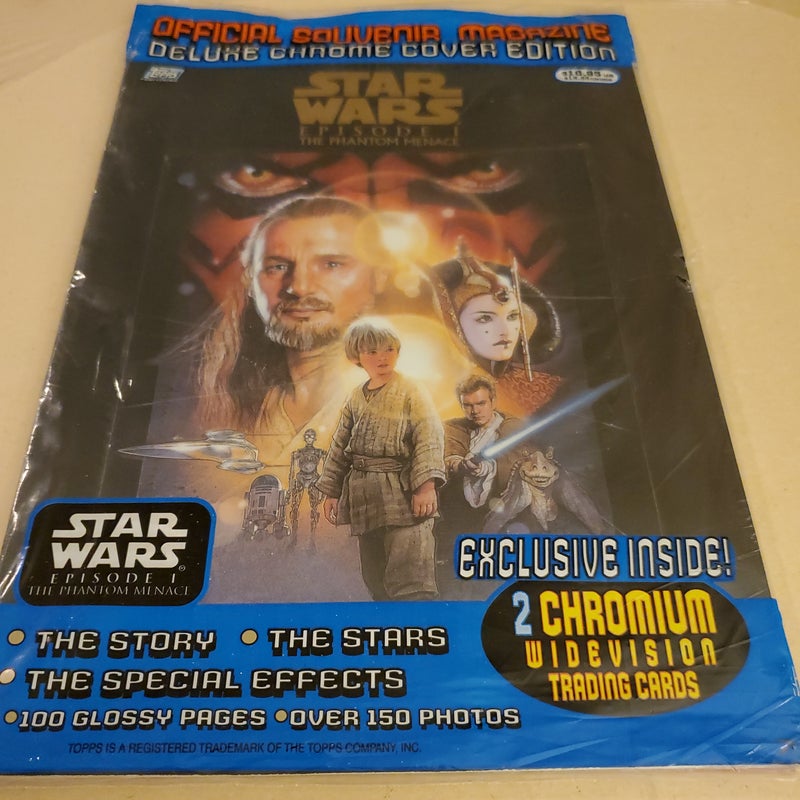 OFFICIAL SOUVENIR MAGAZINE
DELUXE CHROME COVER EDITION
STAR
WARS
EPISODE I
THE PHANTOM MENACE
STAR
WARS®
EPISODE I
THE PHANTOM MENACE
EXCLUSIVE INSIDE!
2 CHROMIUM
WIDEVISION
TRADING CARDS
• THE STORY • THE STARS
• THE SPECIAL EFFECTS
• 100 GLOSSY PAGES • OVER 150 PHOTOS
TOPPS IS A REGISTERED TRADEMARK OF THE TOPPS COMPANY, INC.